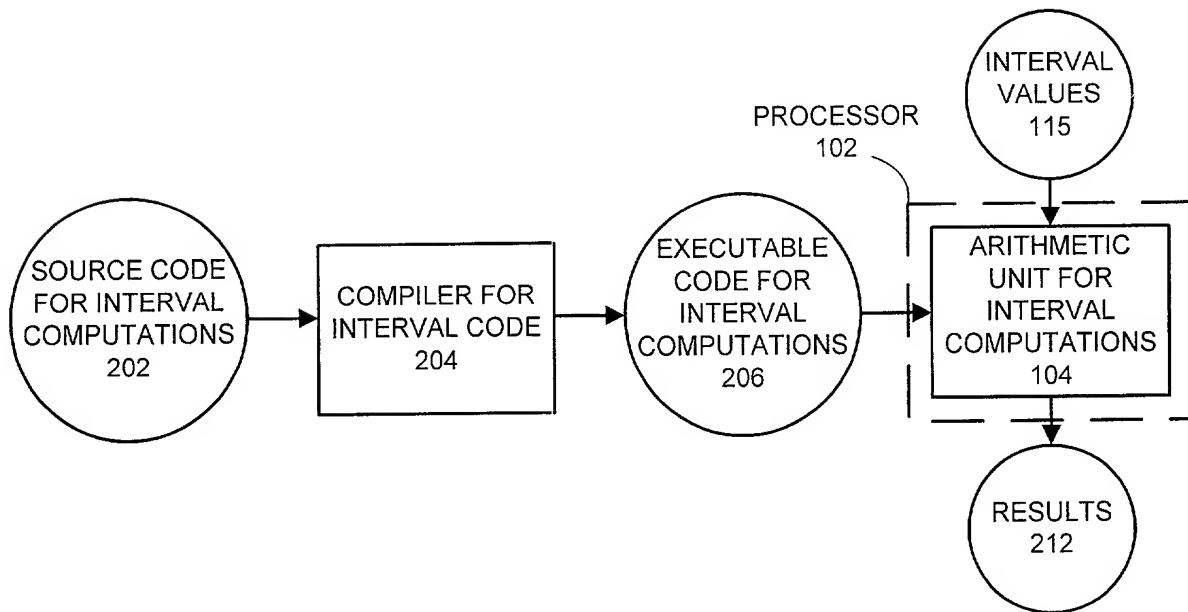 INTERVAL
VALUES
115
PROCESSOR
102
SOURCE CODE
FOR INTERVAL
COMPUTATIONS
202
COMPILER FOR
INTERVAL CODE
204
EXECUTABLE
CODE FOR
INTERVAL
COMPUTATIONS
206
ARITHMETIC
UNIT FOR
INTERVAL
COMPUTATIONS
104
RESULTS
212